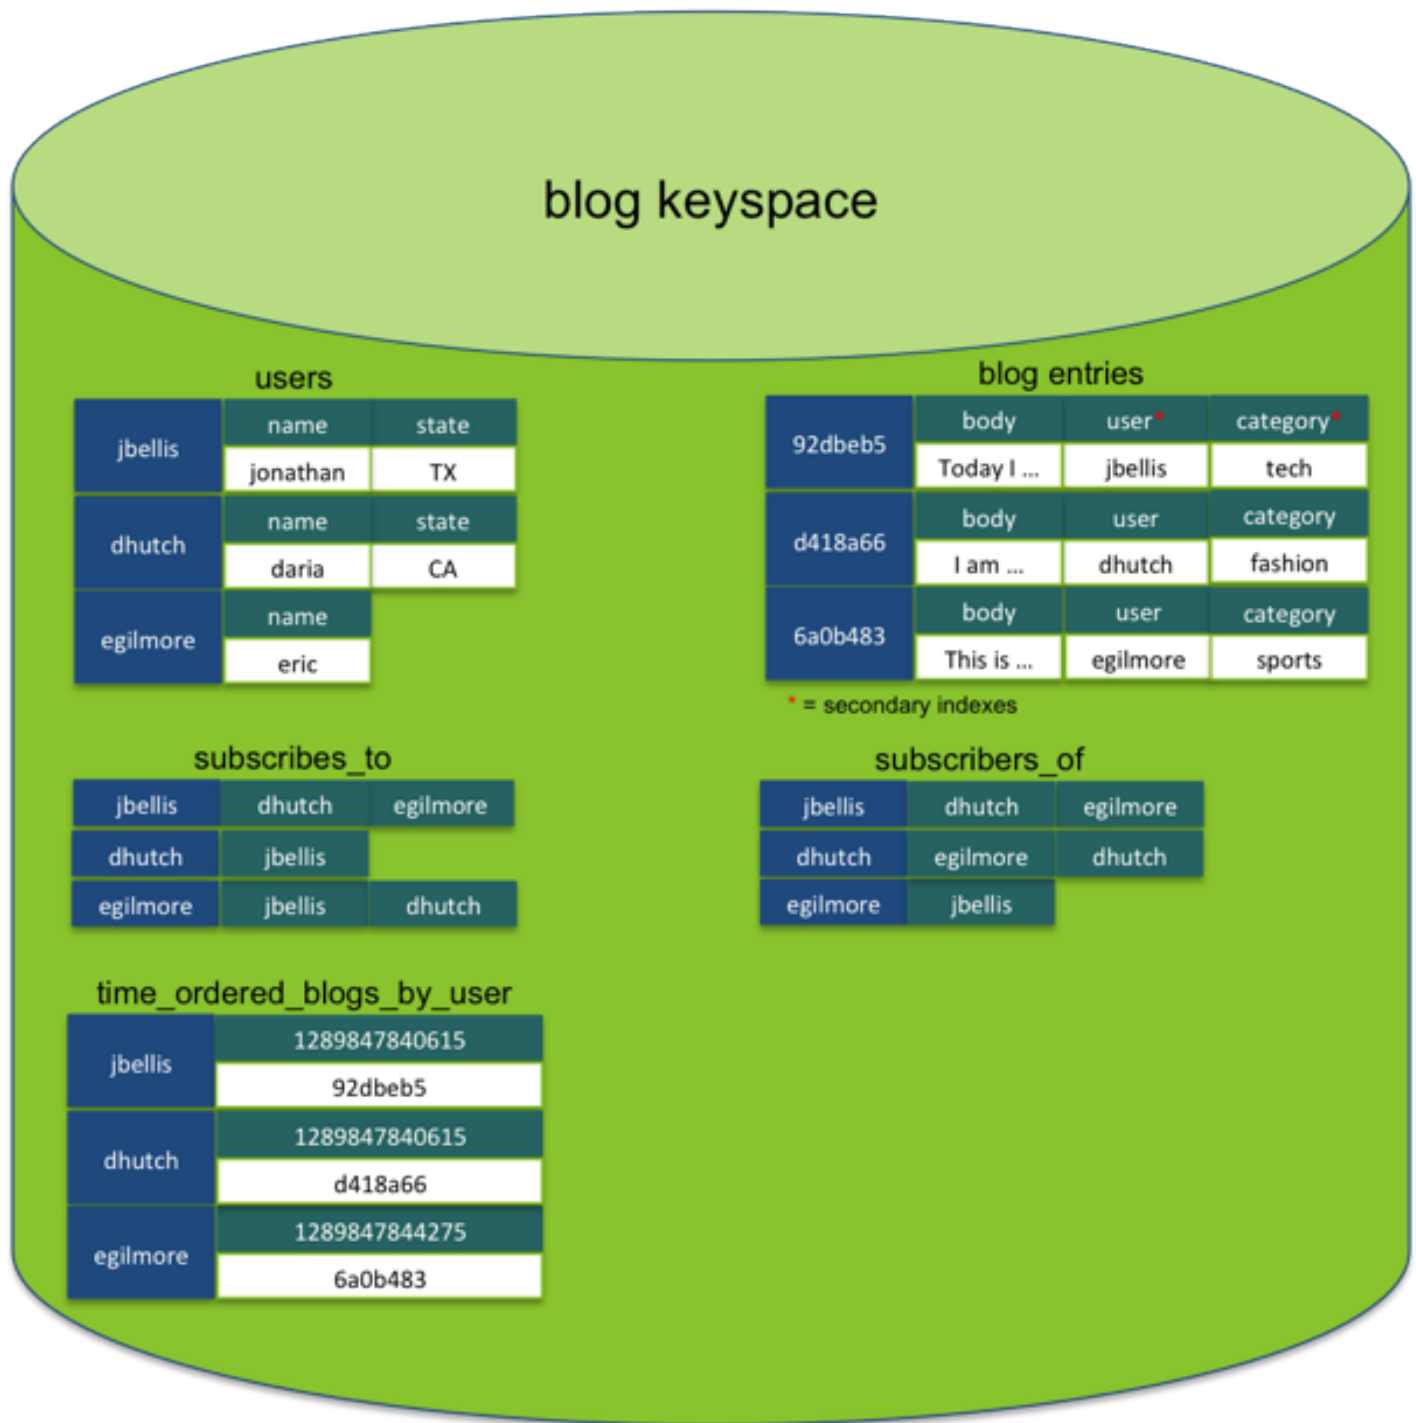 blog keyspace
users
jbellis name state
jonathan TX
dhutch name state
daria CA
egilmore name
eric
blog entries
92dbeb5 body user* category*
Today I ... jbellis tech
d418a66 body user category
I am ... dhutch fashion
6a0b483 body user category
This is ... egilmore sports
* = secondary indexes
subscribes_to
jbellis dhutch egilmore
dhutch jbellis
egilmore jbellis dhutch
subscribers_of
jbellis dhutch egilmore
dhutch egilmore dhutch
egilmore jbellis
time_ordered_blogs_by_user
jbellis 1289847840615
92dbeb5
dhutch 1289847840615
d418a66
egilmore 1289847844275
6a0b483